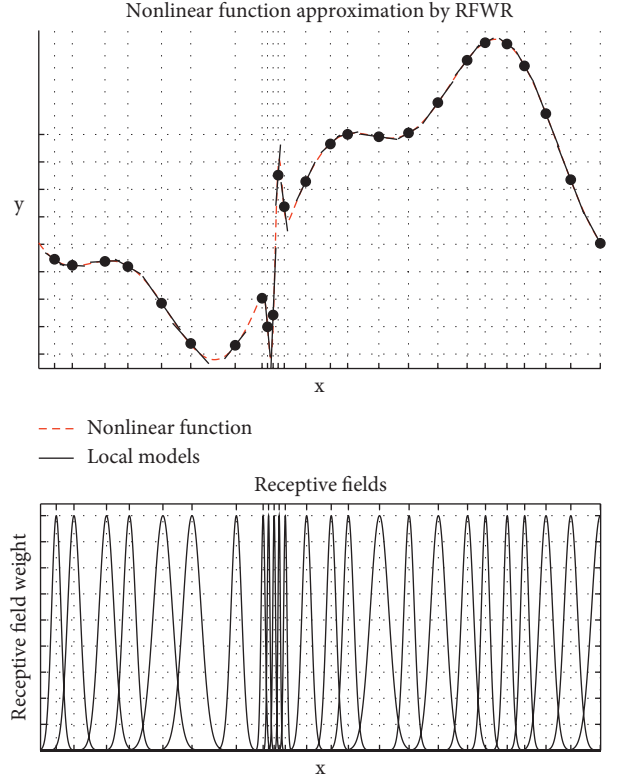 Nonlinear function approximation by RFWR
y
x
Nonlinear function
Local models
Receptive fields
Receptive field weight
x